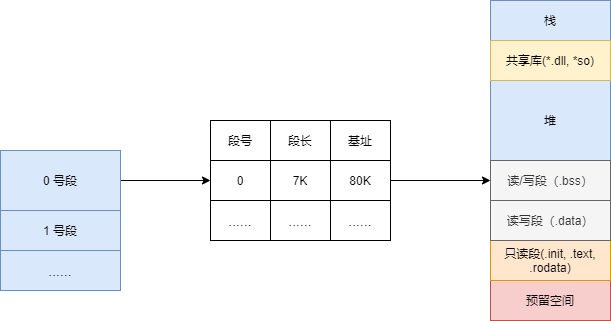 0 号段
1 号段
......
段号 段长 基址
0 7K 80K
...... ...... ......
栈
共享库(*.dll, *so)
堆
读/写段（.bss)
读写段（.data)
只读段(.init, .text,
.rodata)
预留空间